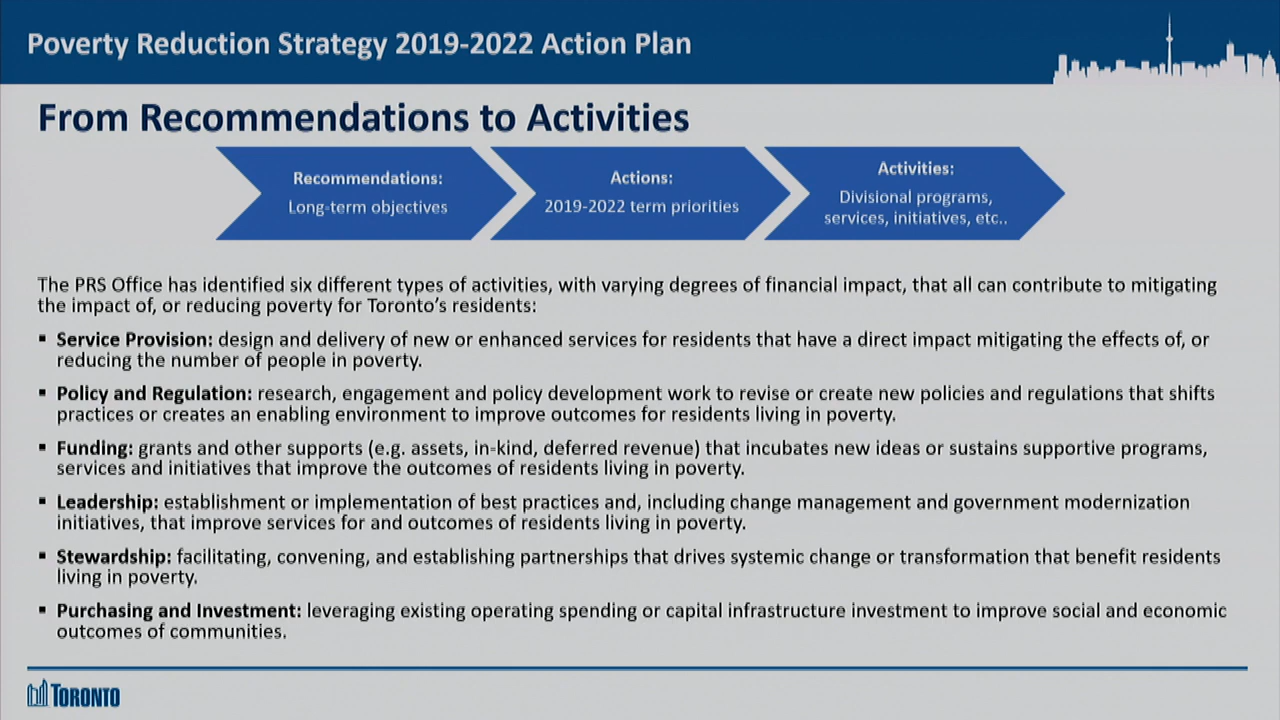 Poverty Reduction Strategy 2019-2022 Action Plan
From Recommendations to Activities
Recommendations:
Long-term objectives
Actions:
2019-2022 term priorities
Activities:
Divisional programs,
services, initiatives, etc..
The PRS Office has identified six different types of activities, with varying degrees of financial impact, that all can contribute to mitigating
the impact of, or reducing poverty for Toronto's residents:
▪ Service Provision: design and delivery of new or enhanced services for residents that have a direct impact mitigating the effects of, or
reducing the number of people in poverty.
▪ Policy and Regulation: research, engagement and policy development work to revise or create new policies and regulations that shifts
practices or creates an enabling environment to improve outcomes for residents living in poverty.
▪ Funding: grants and other supports (e.g. assets, in-kind, deferred revenue) that incubates new ideas or sustains supportive programs,
services and initiatives that improve the outcomes of residents living in poverty.
▪ Leadership: establishment or implementation of best practices and, including change management and government modernization
initiatives, that improve services for and outcomes of residents living in poverty.
▪ Stewardship: facilitating, convening, and establishing partnerships that drives systemic change or transformation that benefit residents
living in poverty.
▪ Purchasing and Investment: leveraging existing operating spending or capital infrastructure investment to improve social and economic
outcomes of communities.
TORONTO